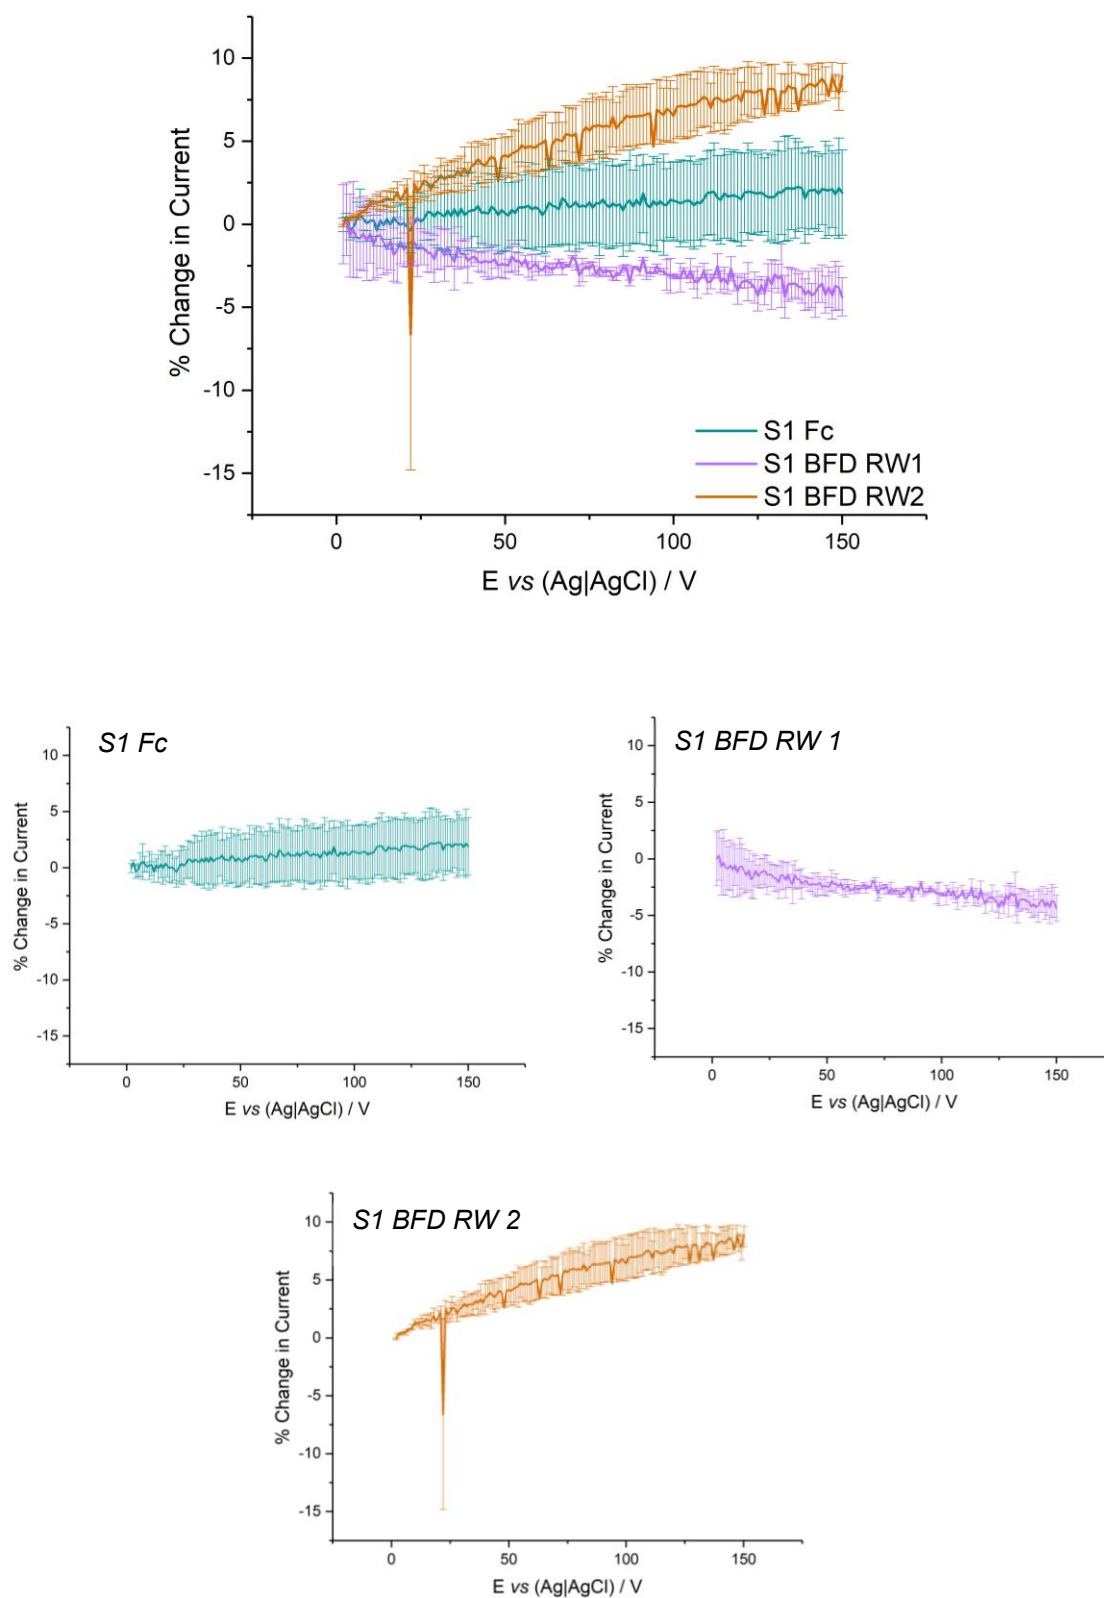 10
5
0
-5
-10
-15
% Change in Current
S1 Fc
S1 BFD RW1
S1 BFD RW2
0
50
100
150
E vs (Ag|AgCl) / V
S1 Fc
10
5
0
-5
-10
-15
% Change in Current
0
50
100
150
E vs (Ag|AgCl) / V
S1 BFD RW 1
10
5
0
-5
-10
-15
% Change in Current
0
50
100
150
E vs (Ag|AgCl) / V
S1 BFD RW 2
10
5
0
-5
-10
-15
% Change in Current
0
50
100
150
E vs (Ag|AgCl) / V